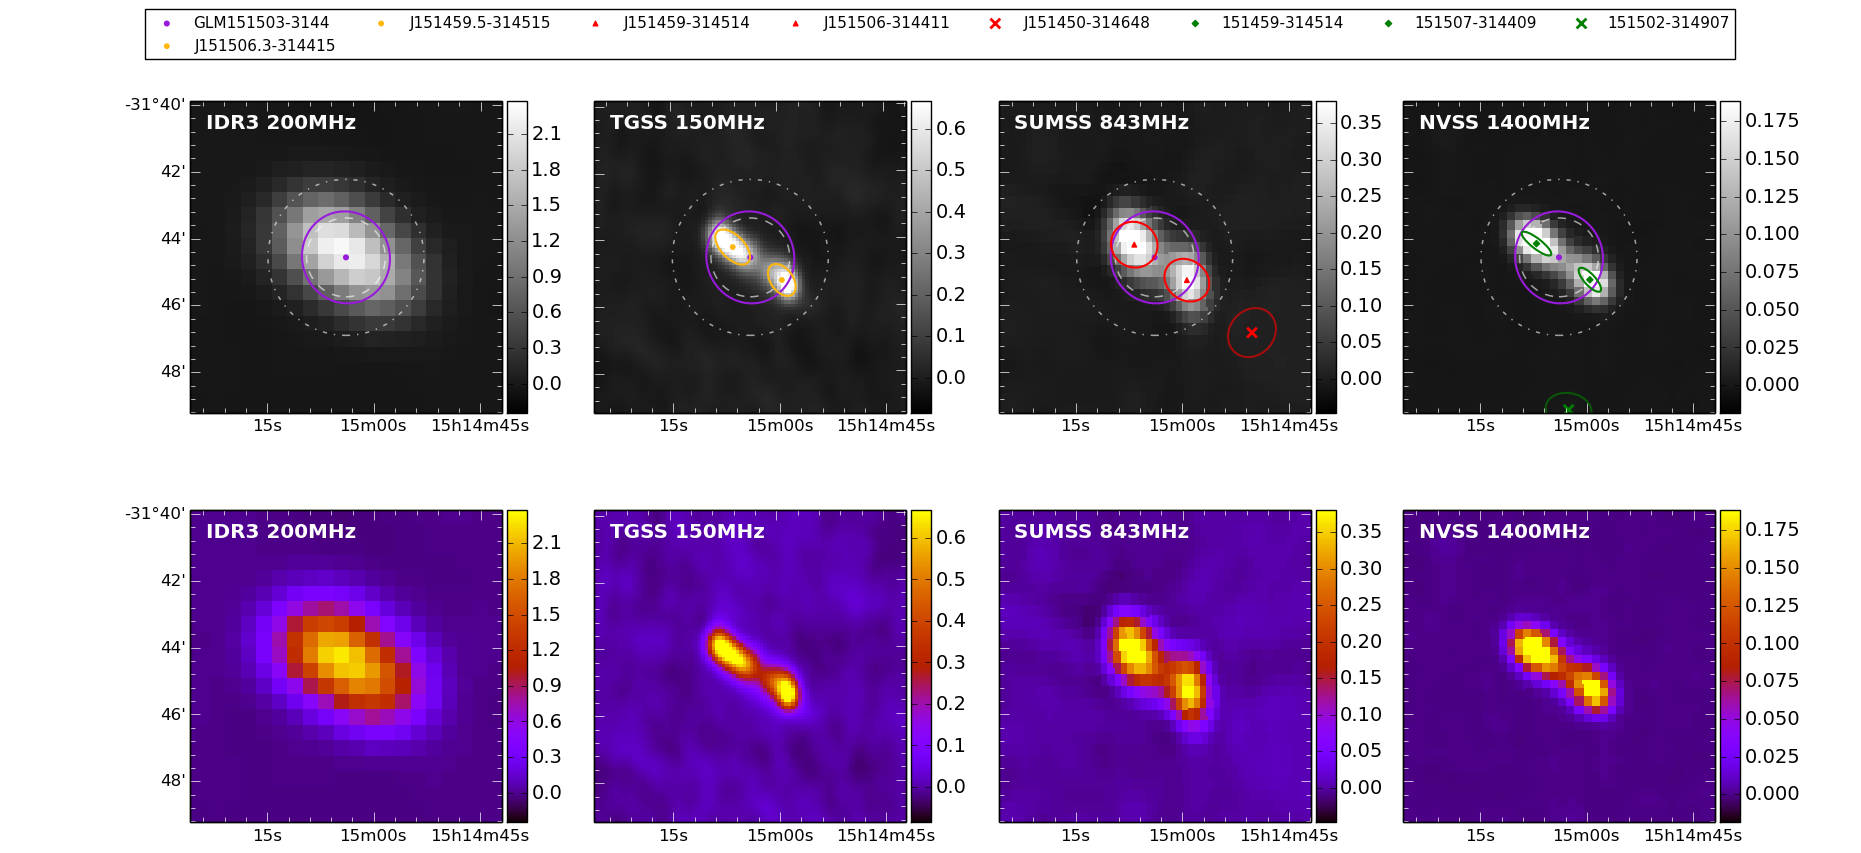 GLM151503-3144 J151459.5-314515 J151459-314514 J151506-314411 J151450-314648 151459-314514 151507-314409 151502-314907
J151506.3-314415
-31°40' IDR3 200MHz TGSS 150MHz SUMSS 843MHz NVSS 1400MHz
42' 44' 46' 48'
2.1 1.8 1.5 1.2 0.9 0.6 0.3 0.0
0.6 0.5 0.4 0.3 0.2 0.1 0.0
0.35 0.30 0.25 0.20 0.15 0.10 0.05 0.00
0.175 0.150 0.125 0.100 0.075 0.050 0.025 0.000
15s 15m00s 15h14m45s 15s 15m00s 15h14m45s 15s 15m00s 15h14m45s 15s 15m00s 15h14m45s
-31°40' IDR3 200MHz TGSS 150MHz SUMSS 843MHz NVSS 1400MHz
42' 44' 46' 48'
2.1 1.8 1.5 1.2 0.9 0.6 0.3 0.0
0.6 0.5 0.4 0.3 0.2 0.1 0.0
0.35 0.30 0.25 0.20 0.15 0.10 0.05 0.00
0.175 0.150 0.125 0.100 0.075 0.050 0.025 0.000
15s 15m00s 15h14m45s 15s 15m00s 15h14m45s 15s 15m00s 15h14m45s 15s 15m00s 15h14m45s